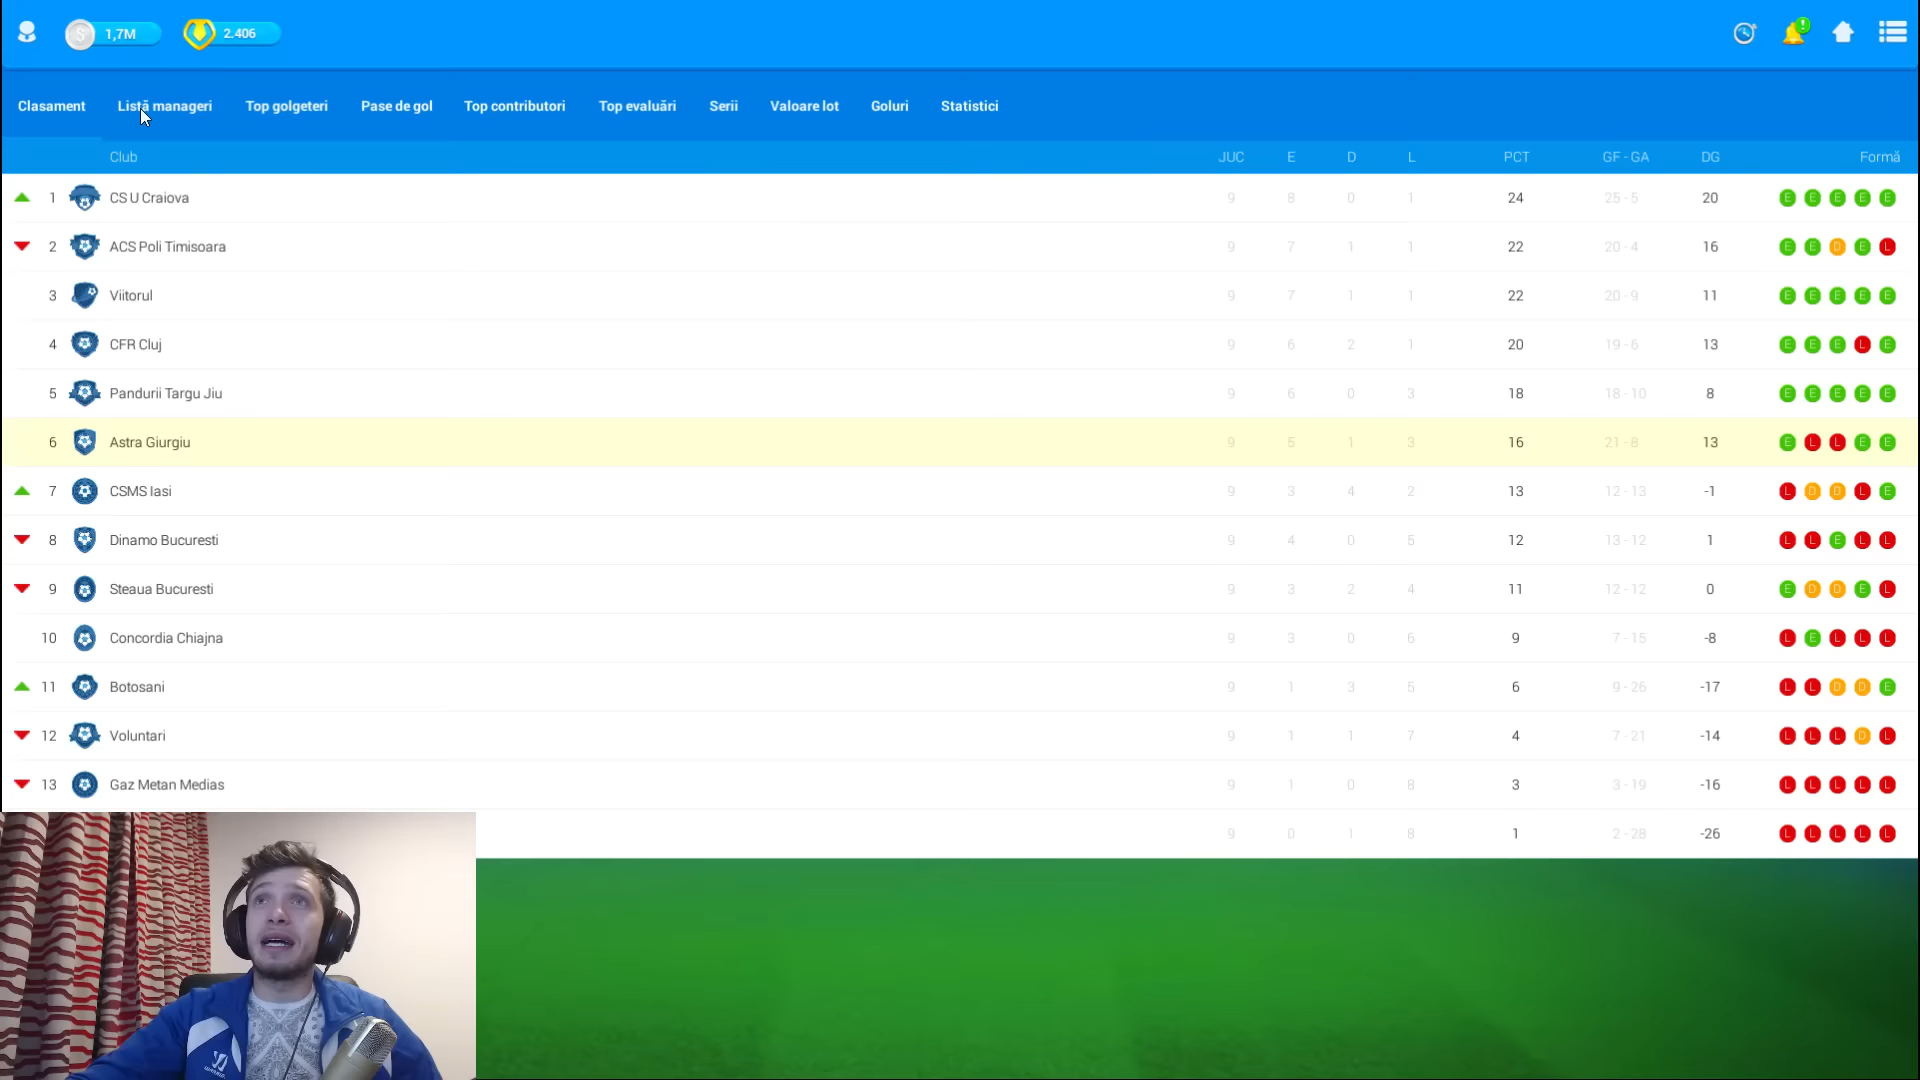 1,7M 2.406
Clasament Listă manageri Top golgeteri Pase de gol Top contributori Top evaluări Serii Valoare lot Goluri Statistici
Club JUC E D L PCT GF - GA DG Formă
1 CS U Craiova 9 8 0 1 24 25 - 5 20 E E E E E
2 ACS Poli Timisoara 9 7 1 1 22 20 - 4 16 E E D E L
3 Viitorul 9 7 1 1 22 20 - 9 11 E E E E E
4 CFR Cluj 9 6 2 1 20 19 - 6 13 E E E L E
5 Pandurii Targu Jiu 9 6 0 3 18 18 - 10 8 E E E E E
6 Astra Giurgiu 9 5 1 3 16 21 - 8 13 E L L E E
7 CSMS Iasi 9 3 4 2 13 12 - 13 -1 L D D L E
8 Dinamo Bucuresti 9 4 0 5 12 13 - 12 1 L L E L L
9 Steaua Bucuresti 9 3 2 4 11 12 - 12 0 E D D E L
10 Concordia Chiajna 9 3 0 6 9 7 - 15 -8 L E L L L
11 Botosani 9 1 3 5 6 9 - 26 -17 L L D D E
12 Voluntari 9 1 1 7 4 7 - 21 -14 L L L D L
13 Gaz Metan Medias 9 1 0 8 3 3 - 19 -16 L L L L L
9 0 1 8 1 2 - 28 -26 L L L L L